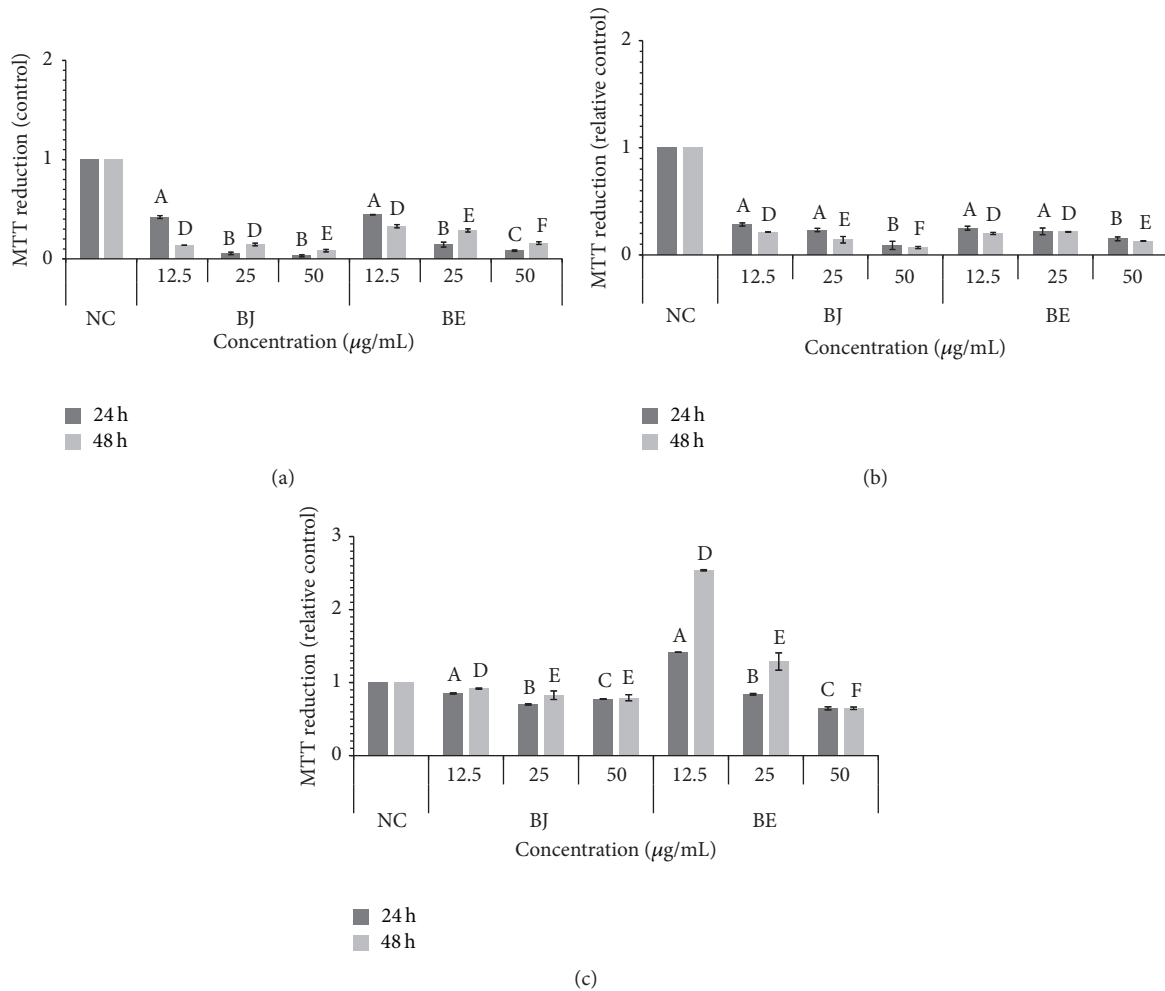 MTT reduction (control)
2
1
0
A
D
B
D
B
E
A
D
B
E
C
F
12.5
25
50
12.5
25
50
NC
BJ
BE
Concentration (μg/mL)
24 h
48 h
(a)
MTT reduction (relative control)
2
1
0
A
D
A
E
B
F
A
D
A
D
B
E
12.5
25
50
12.5
25
50
NC
BJ
BE
Concentration (μg/mL)
24 h
48 h
(b)
MTT reduction (relative control)
3
2
1
0
A
D
B
E
C
E
A
D
B
E
C
F
12.5
25
50
12.5
25
50
NC
BJ
BE
Concentration (μg/mL)
24 h
48 h
(c)